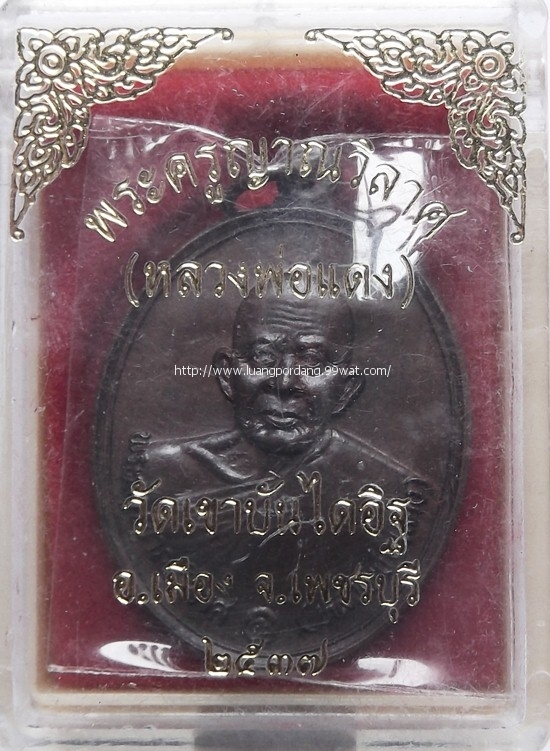 พระครูญาณวิลาศ
(หลวงพ่อแดง)
http://www.luangpordang.99wat.com/
วัดเขาบันไดอิฐ
อ.เมือง จ.เพชรบุรี
๒๕๓๗